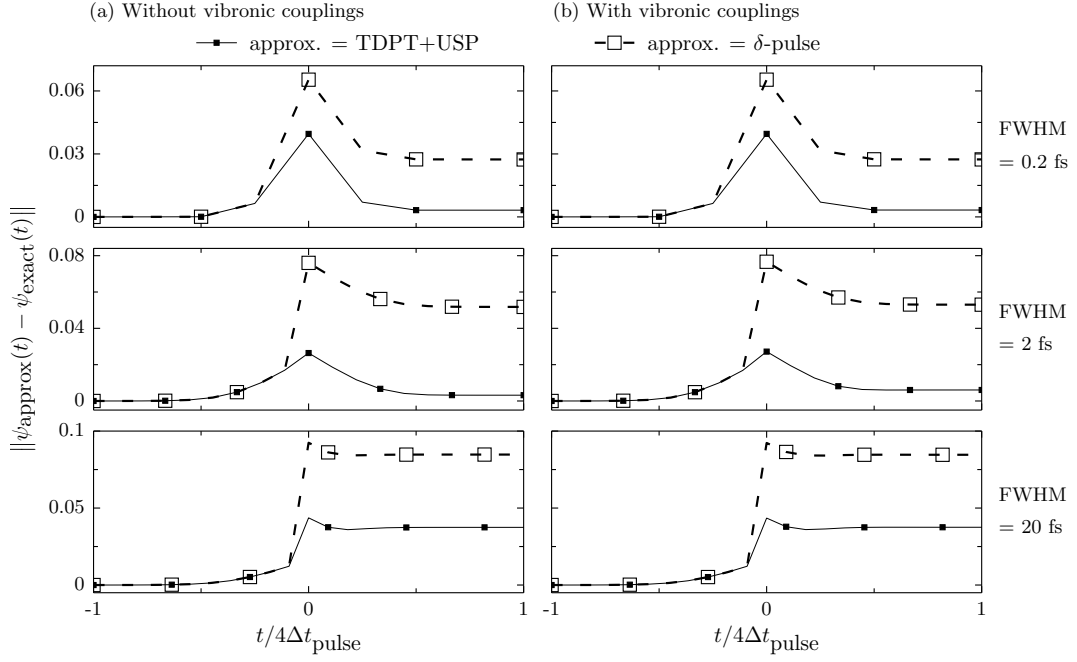 (a) Without vibronic couplings
(b) With vibronic couplings
approx. = TDPT+USP
approx. = δ-pulse
||ψapprox(t) − ψexact(t)||
0.06
0.03
0
FWHM
= 0.2 fs
0.08
0.04
0
FWHM
= 2 fs
0.1
0.05
0
FWHM
= 20 fs
-1 0 1
-1 0 1
t/4Δtpulse
t/4Δtpulse